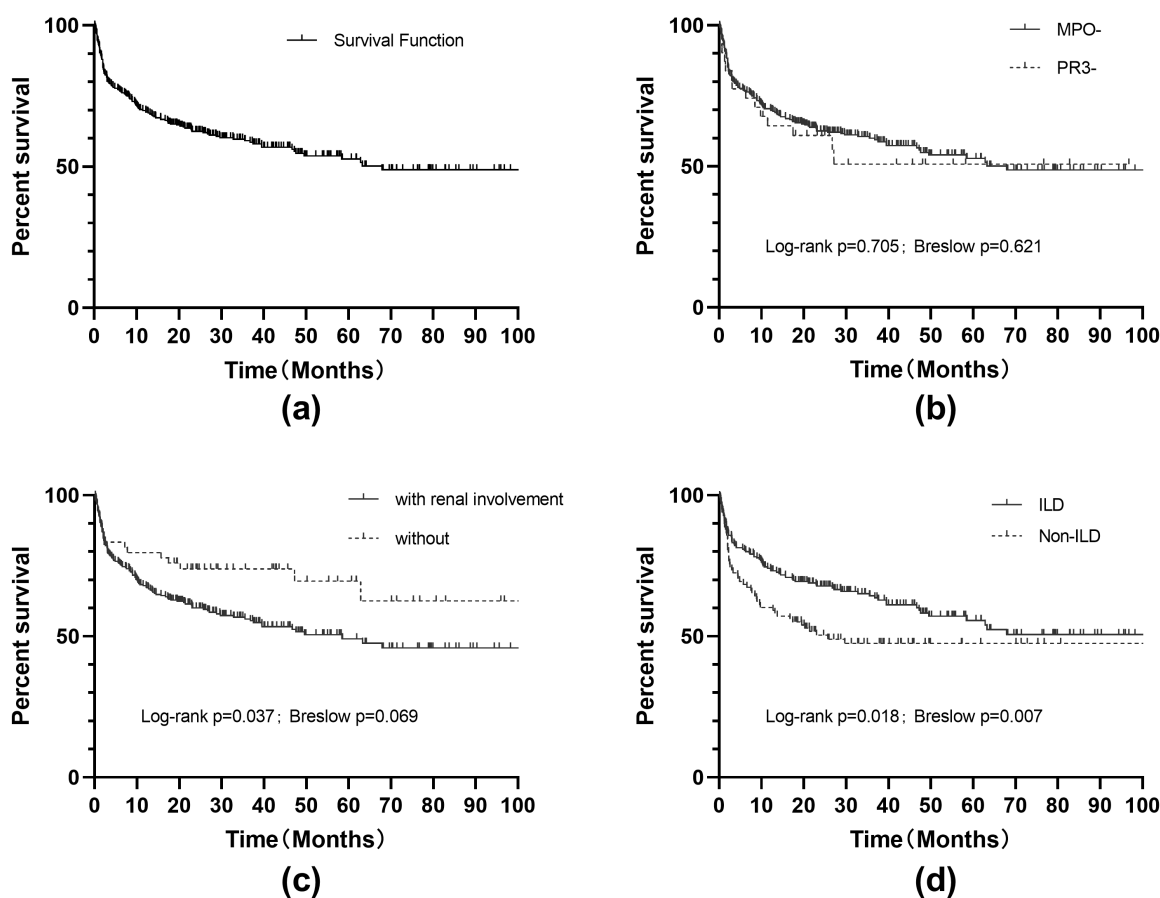 100
50
0
Percent survival
Survival Function
0 10 20 30 40 50 60 70 80 90 100
Time（Months）
(a)
100
50
0
Percent survival
MPO-
PR3-
Log-rank p=0.705； Breslow p=0.621
0 10 20 30 40 50 60 70 80 90 100
Time（Months）
(b)
100
50
0
Percent survival
with renal involvement
without
Log-rank p=0.037； Breslow p=0.069
0 10 20 30 40 50 60 70 80 90 100
Time（Months）
(c)
100
50
0
Percent survival
ILD
Non-ILD
Log-rank p=0.018； Breslow p=0.007
0 10 20 30 40 50 60 70 80 90 100
Time（Months）
(d)